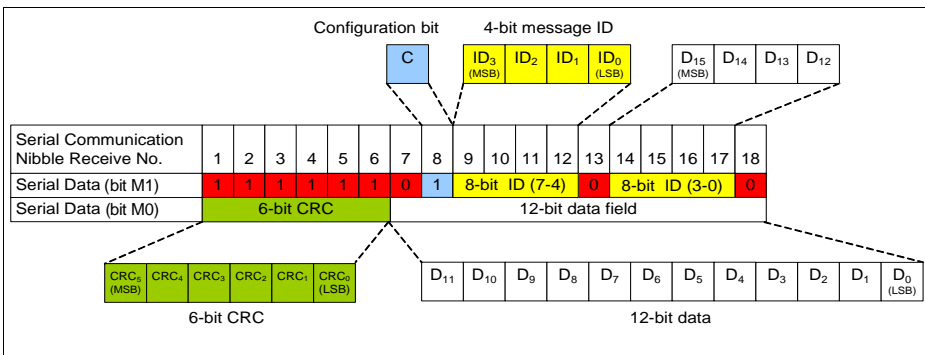 Configuration bit 4-bit message ID
C ID3 (MSB) ID2 ID1 ID0 (LSB) D15 (MSB) D14 D13 D12
Serial Communication
Nibble Receive No. 1 2 3 4 5 6 7 8 9 10 11 12 13 14 15 16 17 18
Serial Data (bit M1) 1 1 1 1 1 1 0 1 8-bit ID (7-4) 0 8-bit ID (3-0) 0
Serial Data (bit M0) 6-bit CRC 12-bit data field
CRC5 (MSB) CRC4 CRC3 CRC2 CRC1 CRC0 (LSB) D11 D10 D9 D8 D7 D6 D5 D4 D3 D2 D1 D0 (LSB)
6-bit CRC 12-bit data